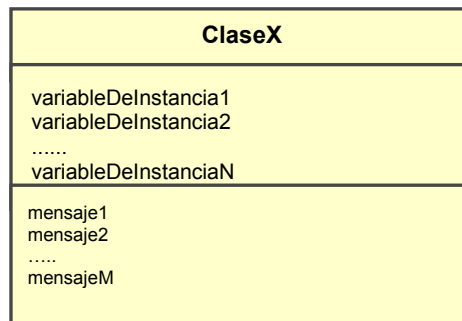 ClaseX
variableDeInstancia1
variableDeInstancia2
......
variableDeInstanciaN
mensaje1
mensaje2
…..
mensajeM